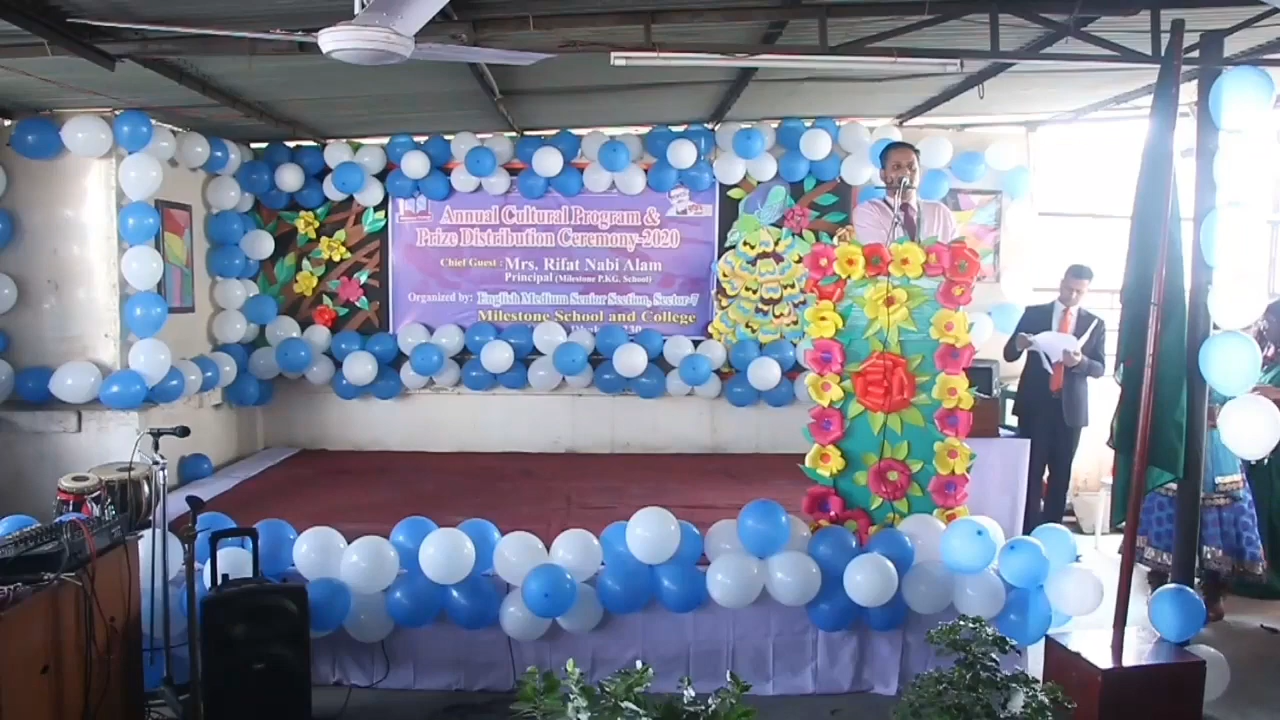 Annual Cultural Program &
Prize Distribution Ceremony-2020
Chief Guest : Mrs. Rifat Nabi Alam
Principal (Milestone P.KG. School)
Organized by: English Medium Senior Section, Sector-7
Milestone School and College